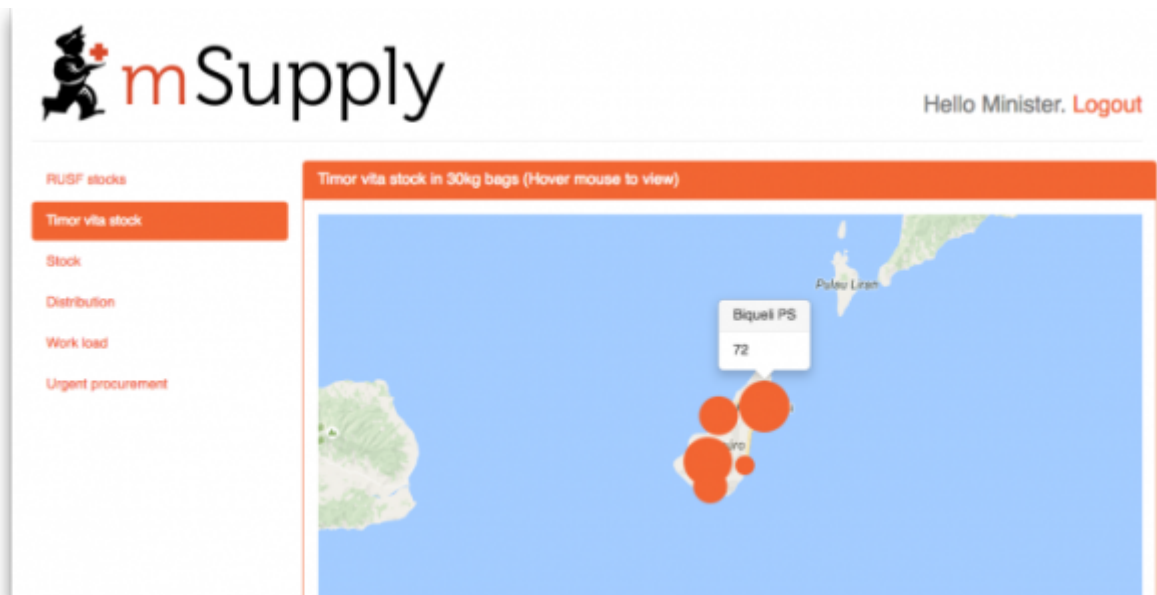 mSupply
Hello Minister. Logout
RUSF stocks
Timor vita stock
Stock
Distribution
Work load
Urgent procurement
Timor vita stock in 30kg bags (Hover mouse to view)
Pulau Liran
Biqueli PS
72